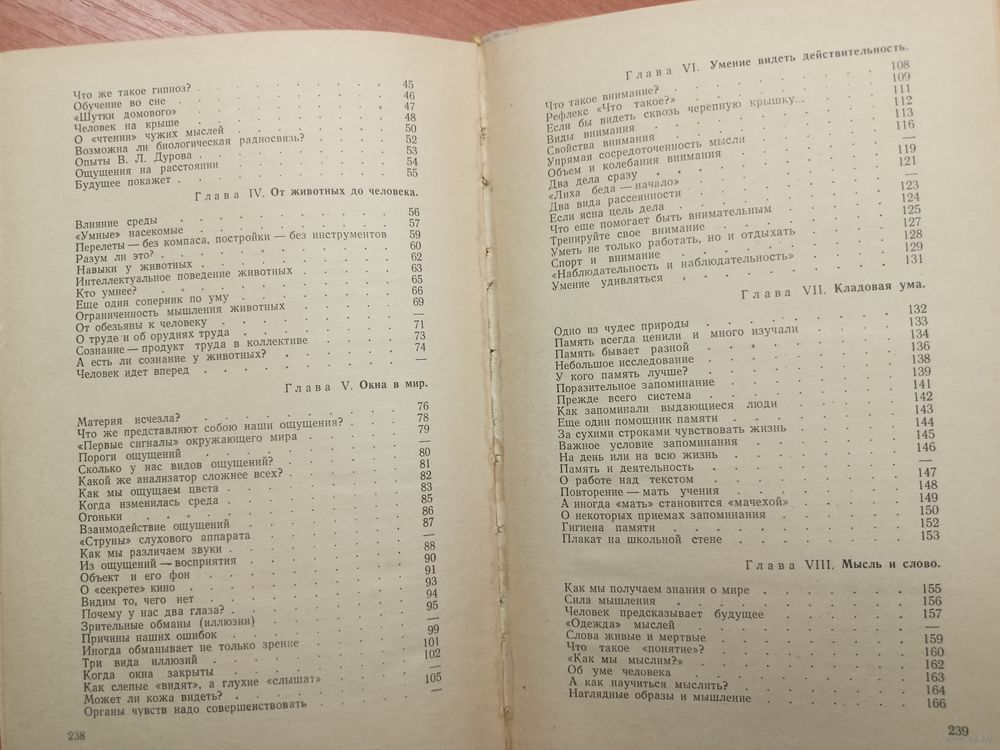 Что же такое гипноз? 45
Обучение во сне 46
«Шутки домового» 47
Человек на крыше 48
О «чтении» чужих мыслей 50
Возможна ли биологическая радиосвязь? 52
Опыты В. Л. Дурова 53
Ощущения на расстоянии 54
Будущее покажет 55
Глава IV. От животных до человека.
Влияние среды 56
«Умные» насекомые 57
Перелеты — без компаса, постройки — без инструментов 59
Разум ли это? 60
Навыки у животных 62
Интеллектуальное поведение животных 63
Кто умнее? 65
Еще один соперник по уму 66
Ограниченность мышления животных 69
От обезьяны к человеку —
О труде и об орудиях труда 71
Сознание — продукт труда в коллективе 73
А есть ли сознание у животных? 74
Человек идет вперед —
Глава V. Окна в мир.
Материя исчезла? 76
Что же представляют собою наши ощущения? 78
«Первые сигналы» окружающего мира 79
Пороги ощущений —
Сколько у нас видов ощущений? 80
Какой же анализатор сложнее всех? 81
Как мы ощущаем цвета 82
Когда изменилась среда 83
Огоньки 85
Взаимодействие ощущений 86
«Струны» слухового аппарата 87
Как мы различаем звуки —
Из ощущений — восприятия 88
Объект и его фон 90
О «секрете» кино 91
Видим то, чего нет 93
Почему у нас два глаза? 94
Зрительные обманы (иллюзии) 95
Причины наших ошибок
Иногда обманывает не только зрение 99
Три вида иллюзий 101
Когда окна закрыты 102
Как слепые «видят», а глухие «слышат»
Может ли кожа видеть? 105
Органы чувств надо совершенствовать —
238
Глава VI. Умение видеть действительность.
Что такое внимание? 108
Рефлекс «Что такое?» 109
Если бы видеть сквозь черепную крышку... 111
Виды внимания 112
Свойства внимания 113
Упрямая сосредоточенность мысли 116
Объем и колебания внимания —
Два дела сразу 119
«Лиха беда — начало» 121
Два вида рассеянности —
Если ясна цель дела 123
Что еще помогает быть внимательным 124
Тренируйте свое внимание 125
Уметь не только работать, но и отдыхать 127
Спорт и внимание 128
«Наблюдательность и наблюдательность» 129
Умение удивляться 131
Глава VII. Кладовая ума.
Одно из чудес природы 132
Память всегда ценили и много изучали 133
Память бывает разной 134
Небольшое исследование 136
У кого память лучше? 138
Поразительное запоминание 139
Прежде всего система 141
Как запоминали выдающиеся люди 142
Еще один помощник памяти 143
За сухими строками чувствовать жизнь 144
Важное условие запоминания 145
На день или на всю жизнь 146
Память и деятельность —
О работе над текстом 147
Повторение — мать учения 148
А иногда «мать» становится «мачехой» 149
О некоторых приемах запоминания 150
Гигиена памяти 152
Плакат на школьной стене 153
Глава VIII. Мысль и слово.
Как мы получаем знания о мире 155
Сила мышления 156
Человек предсказывает будущее 157
«Одежда» мыслей —
Слова живые и мертвые 159
Что такое «понятие»? 160
«Как мы мыслим?» 162
Об уме человека 163
А как научиться мыслить? 164
Наглядные образы и мышление 166
239